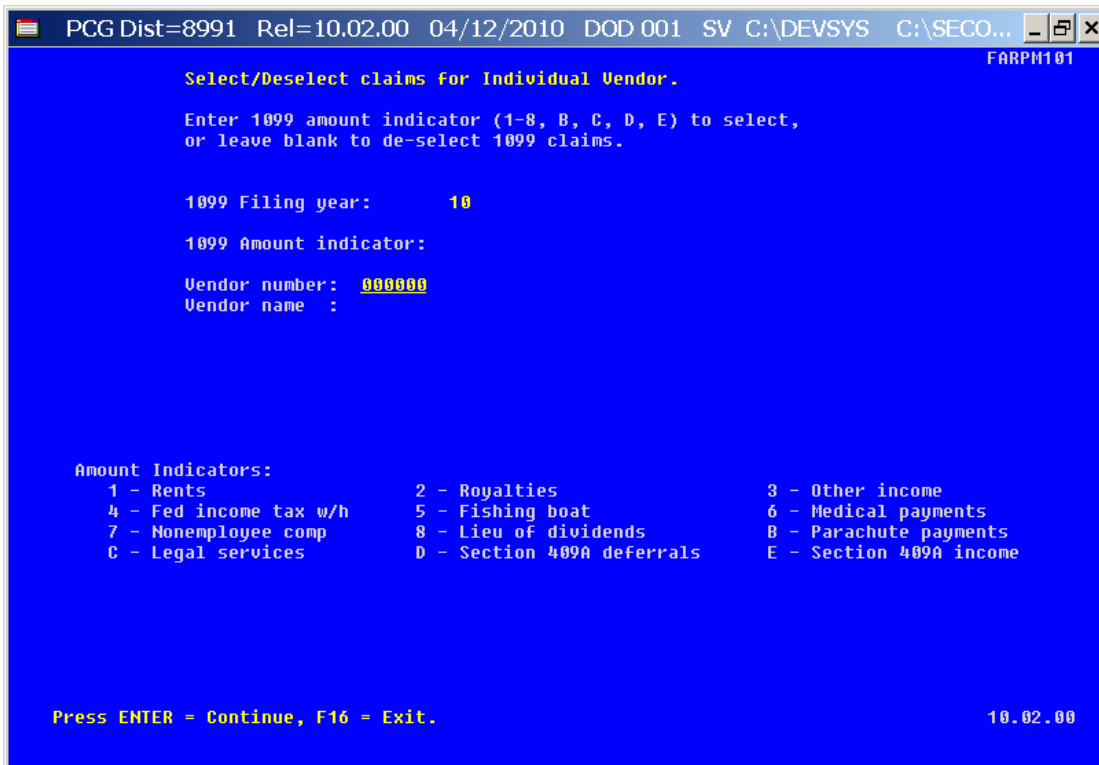 PCG Dist=8991 Rel=10.02.00 04/12/2010 DOD 001 SV C:\DEVSYS C:\SECO...
FARPM101
Select/Deselect claims for Individual Vendor.
Enter 1099 amount indicator (1-8, B, C, D, E) to select,
or leave blank to de-select 1099 claims.
1099 Filing year: 10
1099 Amount indicator:
Vendor number: 000000
Vendor name :
Amount Indicators:
1 - Rents 2 - Royalties 3 - Other income
4 - Fed income tax w/h 5 - Fishing boat 6 - Medical payments
7 - Nonemployee comp 8 - Lieu of dividends B - Parachute payments
C - Legal services D - Section 409A deferrals E - Section 409A income
Press ENTER = Continue, F16 = Exit. 10.02.00